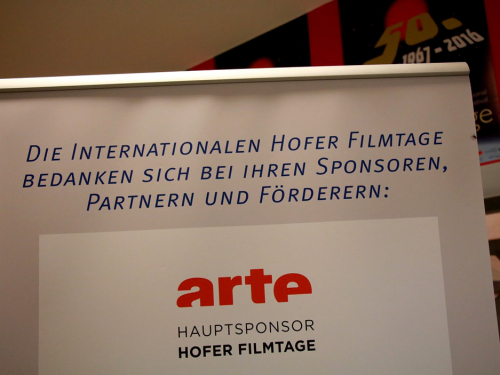 50.
1967 - 2016
DIE INTERNATIONALEN HOFER FILMTAGE
BEDANKEN SICH BEI IHREN SPONSOREN,
PARTNERN UND FÖRDERERN:
arte
HAUPTSPONSOR
HOFER FILMTAGE